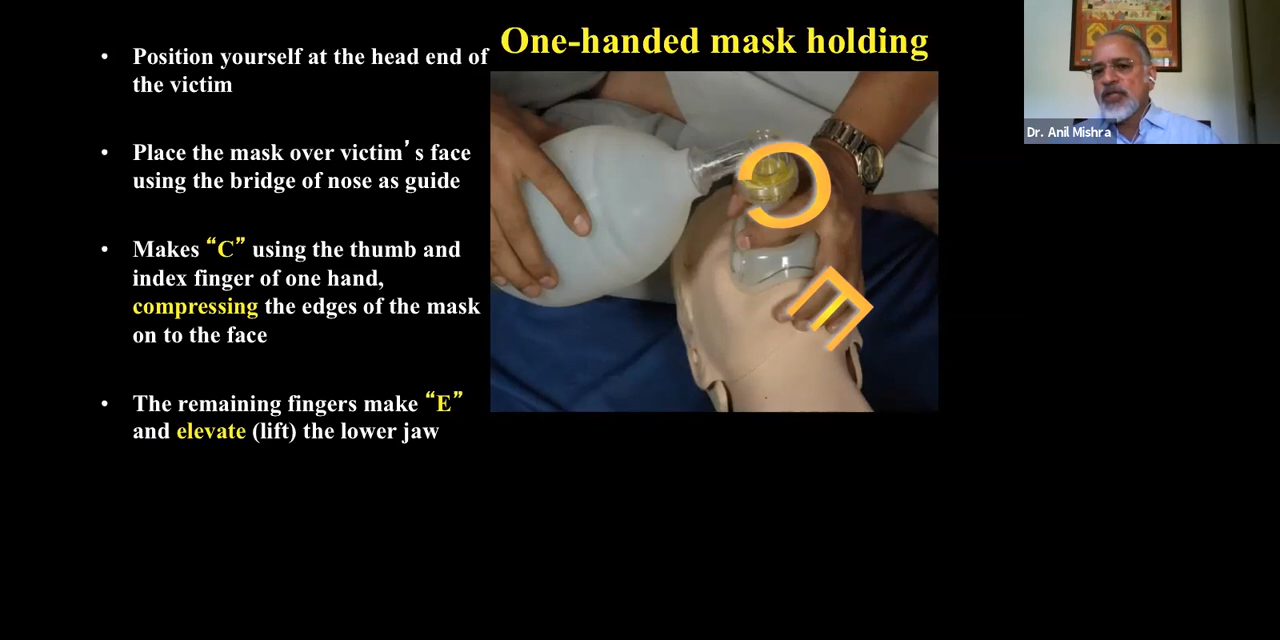 One-handed mask holding
• Position yourself at the head end of
the victim
• Place the mask over victim’s face
using the bridge of nose as guide
• Makes “C” using the thumb and
index finger of one hand,
compressing the edges of the mask
on to the face
• The remaining fingers make “E”
and elevate (lift) the lower jaw
C
E
Dr. Anil Mishra